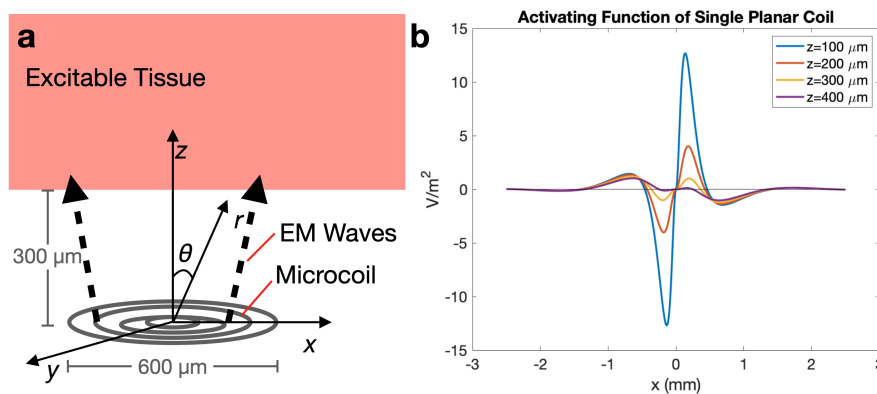 a
Excitable Tissue
z
r
θ
300 µm
EM Waves
Microcoil
x
y
600 µm
b
Activating Function of Single Planar Coil
z=100 μm
z=200 μm
z=300 μm
z=400 μm
15
10
5
0
-5
-10
-15
V/m²
-3
-2
-1
0
1
2
3
x (mm)